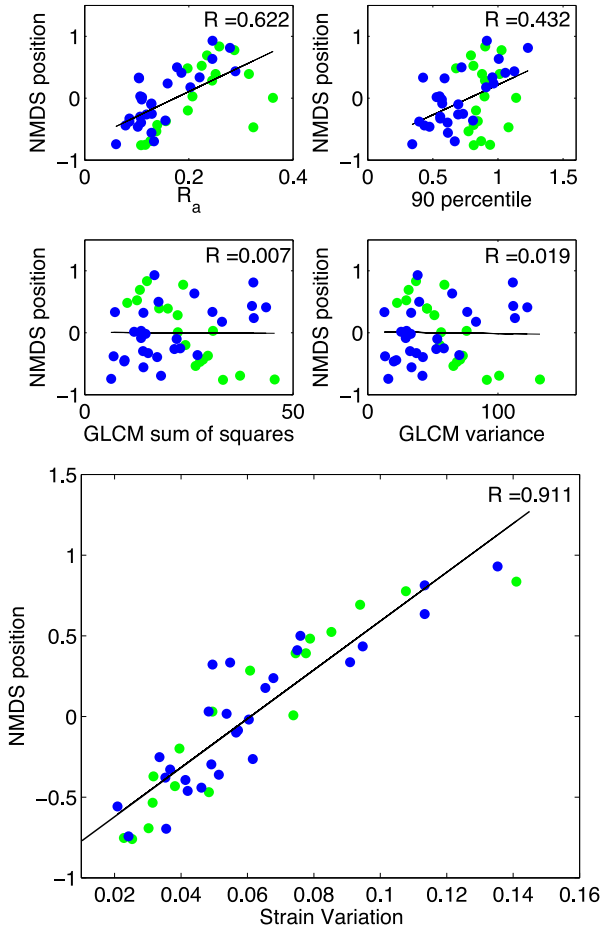 R =0.622
NMDS position
1
0
−1
0
0.2
0.4
R_a
R =0.432
NMDS position
1
0
−1
0
0.5
1
1.5
90 percentile
R =0.007
NMDS position
1
0
−1
0
50
GLCM sum of squares
R =0.019
NMDS position
1
0
−1
0
100
GLCM variance
R =0.911
NMDS position
1.5
1
0.5
0
−0.5
−1
0.02 0.04 0.06 0.08 0.1 0.12 0.14 0.16
Strain Variation